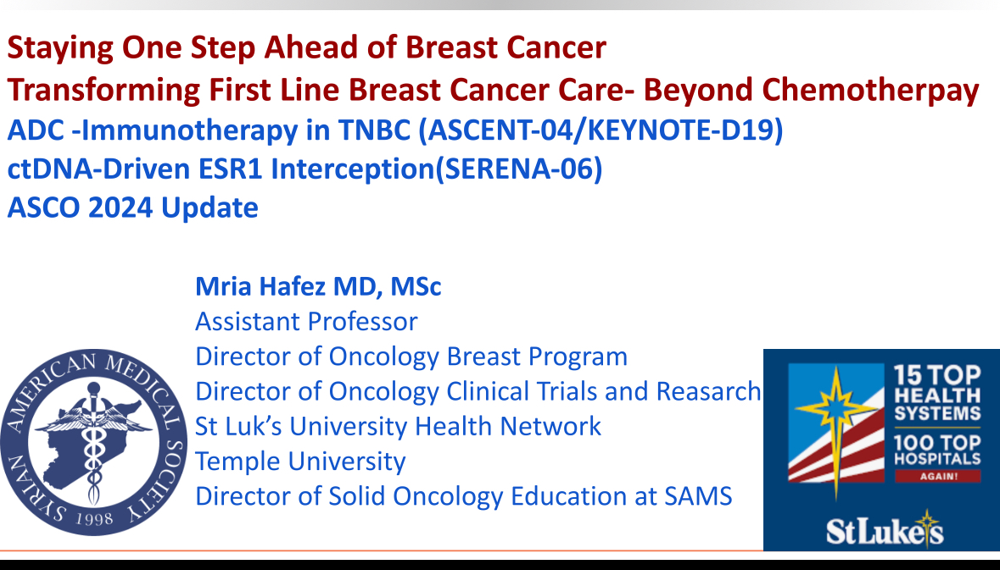 Staying One Step Ahead of Breast Cancer
Transforming First Line Breast Cancer Care- Beyond Chemotherpay
ADC -Immunotherapy in TNBC (ASCENT-04/KEYNOTE-D19)
ctDNA-Driven ESR1 Interception(SERENA-06)
ASCO 2024 Update
Mria Hafez MD, MSc
Assistant Professor
Director of Oncology Breast Program
Director of Oncology Clinical Trials and Reasarch
St Luk’s University Health Network
Temple University
Director of Solid Oncology Education at SAMS
SYRIAN AMERICAN MEDICAL SOCIETY
1998
15 TOP
HEALTH
SYSTEMS
100 TOP
HOSPITALS
AGAIN!
StLuke's